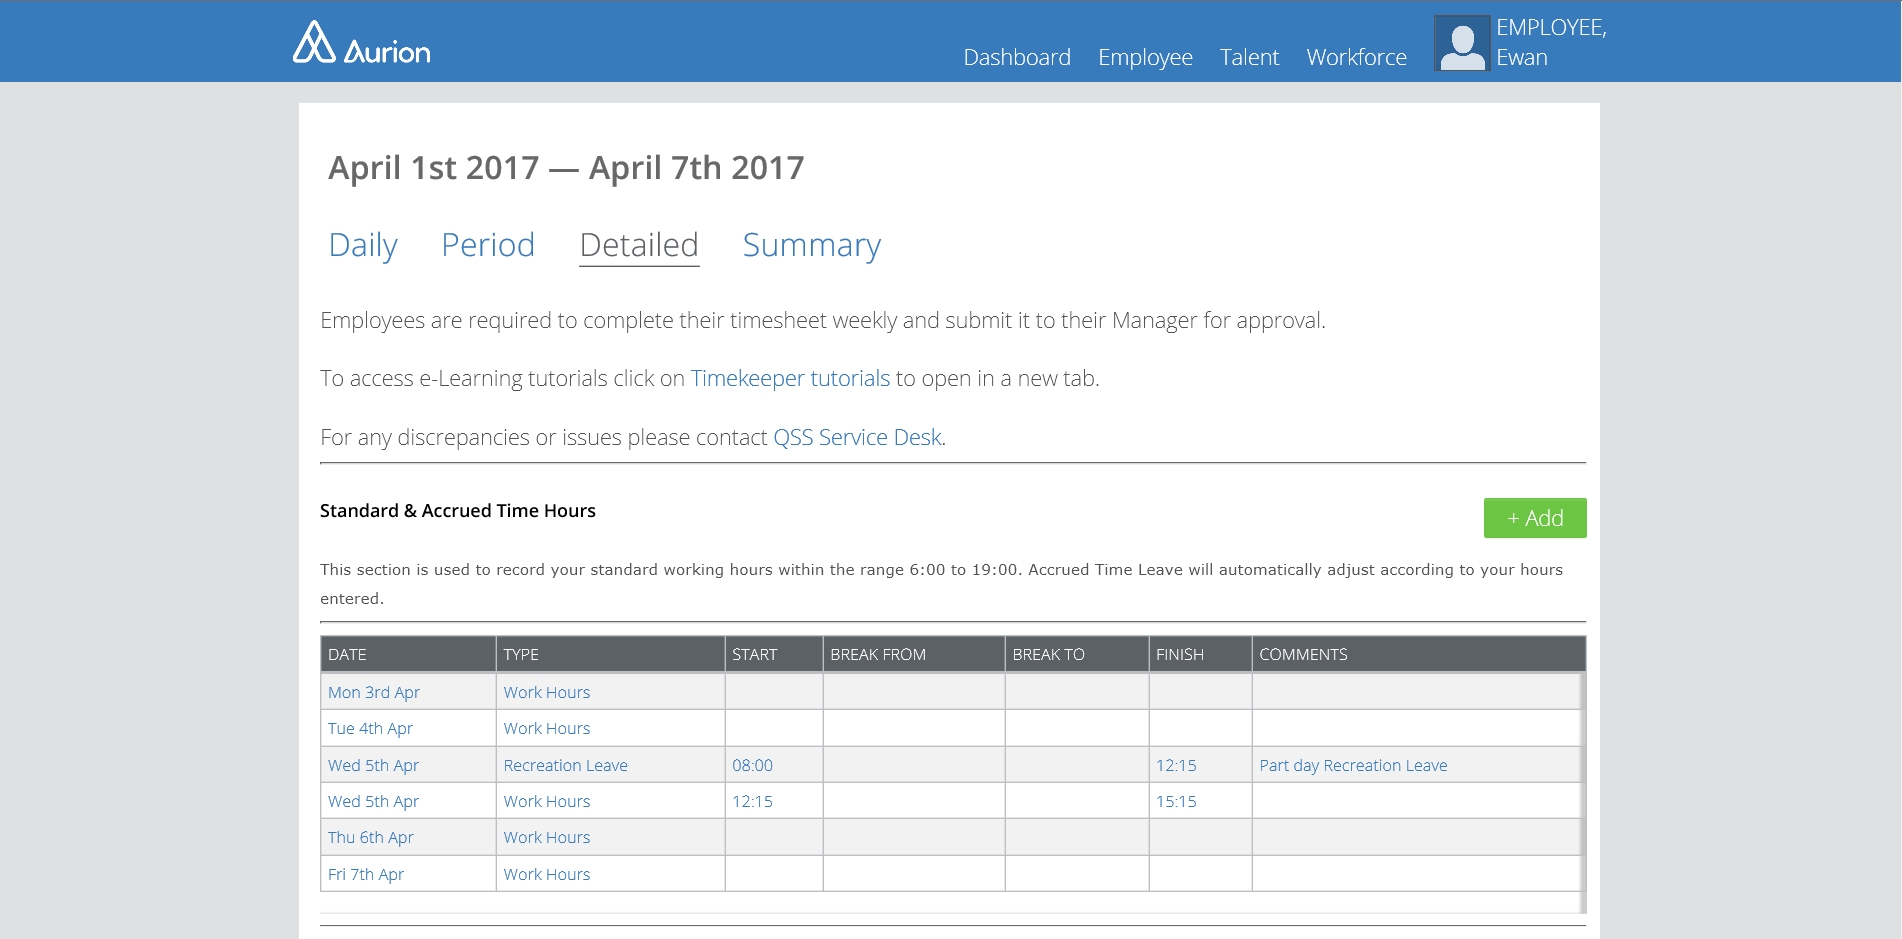 Aurion
Dashboard Employee Talent Workforce EMPLOYEE,
Ewan
April 1st 2017 — April 7th 2017
Daily Period Detailed Summary
Employees are required to complete their timesheet weekly and submit it to their Manager for approval.
To access e-Learning tutorials click on Timekeeper tutorials to open in a new tab.
For any discrepancies or issues please contact QSS Service Desk.
Standard & Accrued Time Hours
+ Add
This section is used to record your standard working hours within the range 6:00 to 19:00. Accrued Time Leave will automatically adjust according to your hours
entered.
DATE TYPE START BREAK FROM BREAK TO FINISH COMMENTS
Mon 3rd Apr Work Hours
Tue 4th Apr Work Hours
Wed 5th Apr Recreation Leave 08:00 12:15 Part day Recreation Leave
Wed 5th Apr Work Hours 12:15 15:15
Thu 6th Apr Work Hours
Fri 7th Apr Work Hours